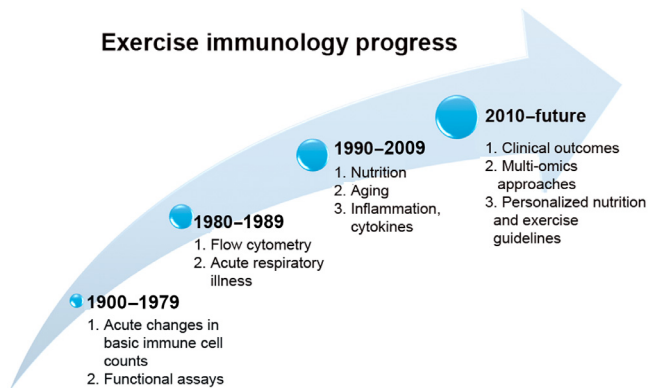 Exercise immunology progress
2010–future
1. Clinical outcomes
2. Multi-omics
approaches
3. Personalized nutrition
and exercise
guidelines
1990–2009
1. Nutrition
2. Aging
3. Inflammation,
cytokines
1980–1989
1. Flow cytometry
2. Acute respiratory
illness
1900–1979
1. Acute changes in
basic immune cell
counts
2. Functional assays